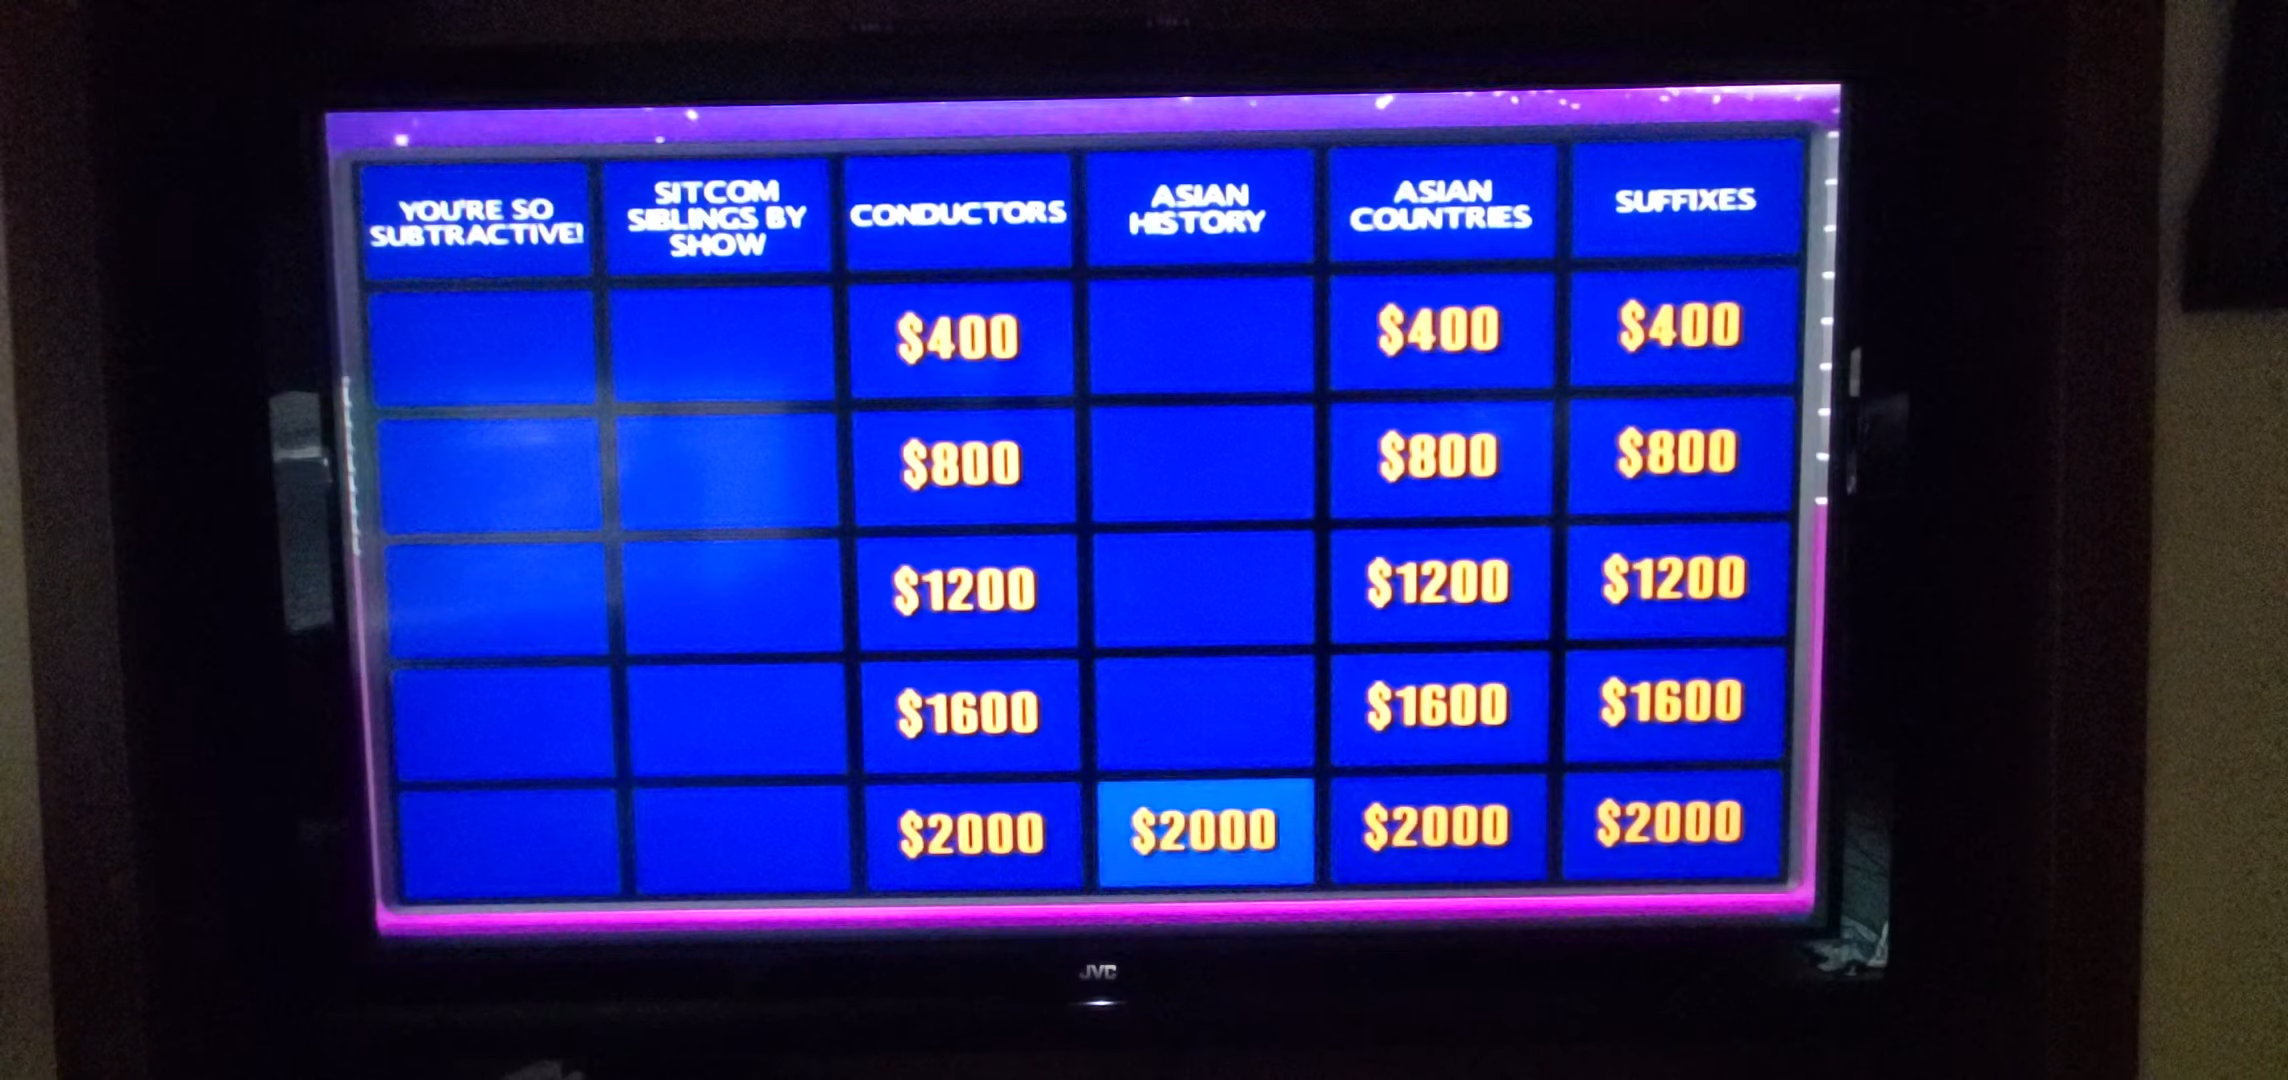 YOU'RE SO
SUBTRACTIVE!
SITCOM
SIBLINGS BY
SHOW
CONDUCTORS
ASIAN
HISTORY
ASIAN
COUNTRIES
SUFFIXES
$400
$400
$400
$800
$800
$800
$1200
$1200
$1200
$1600
$1600
$1600
$2000
$2000
$2000
$2000
JVC